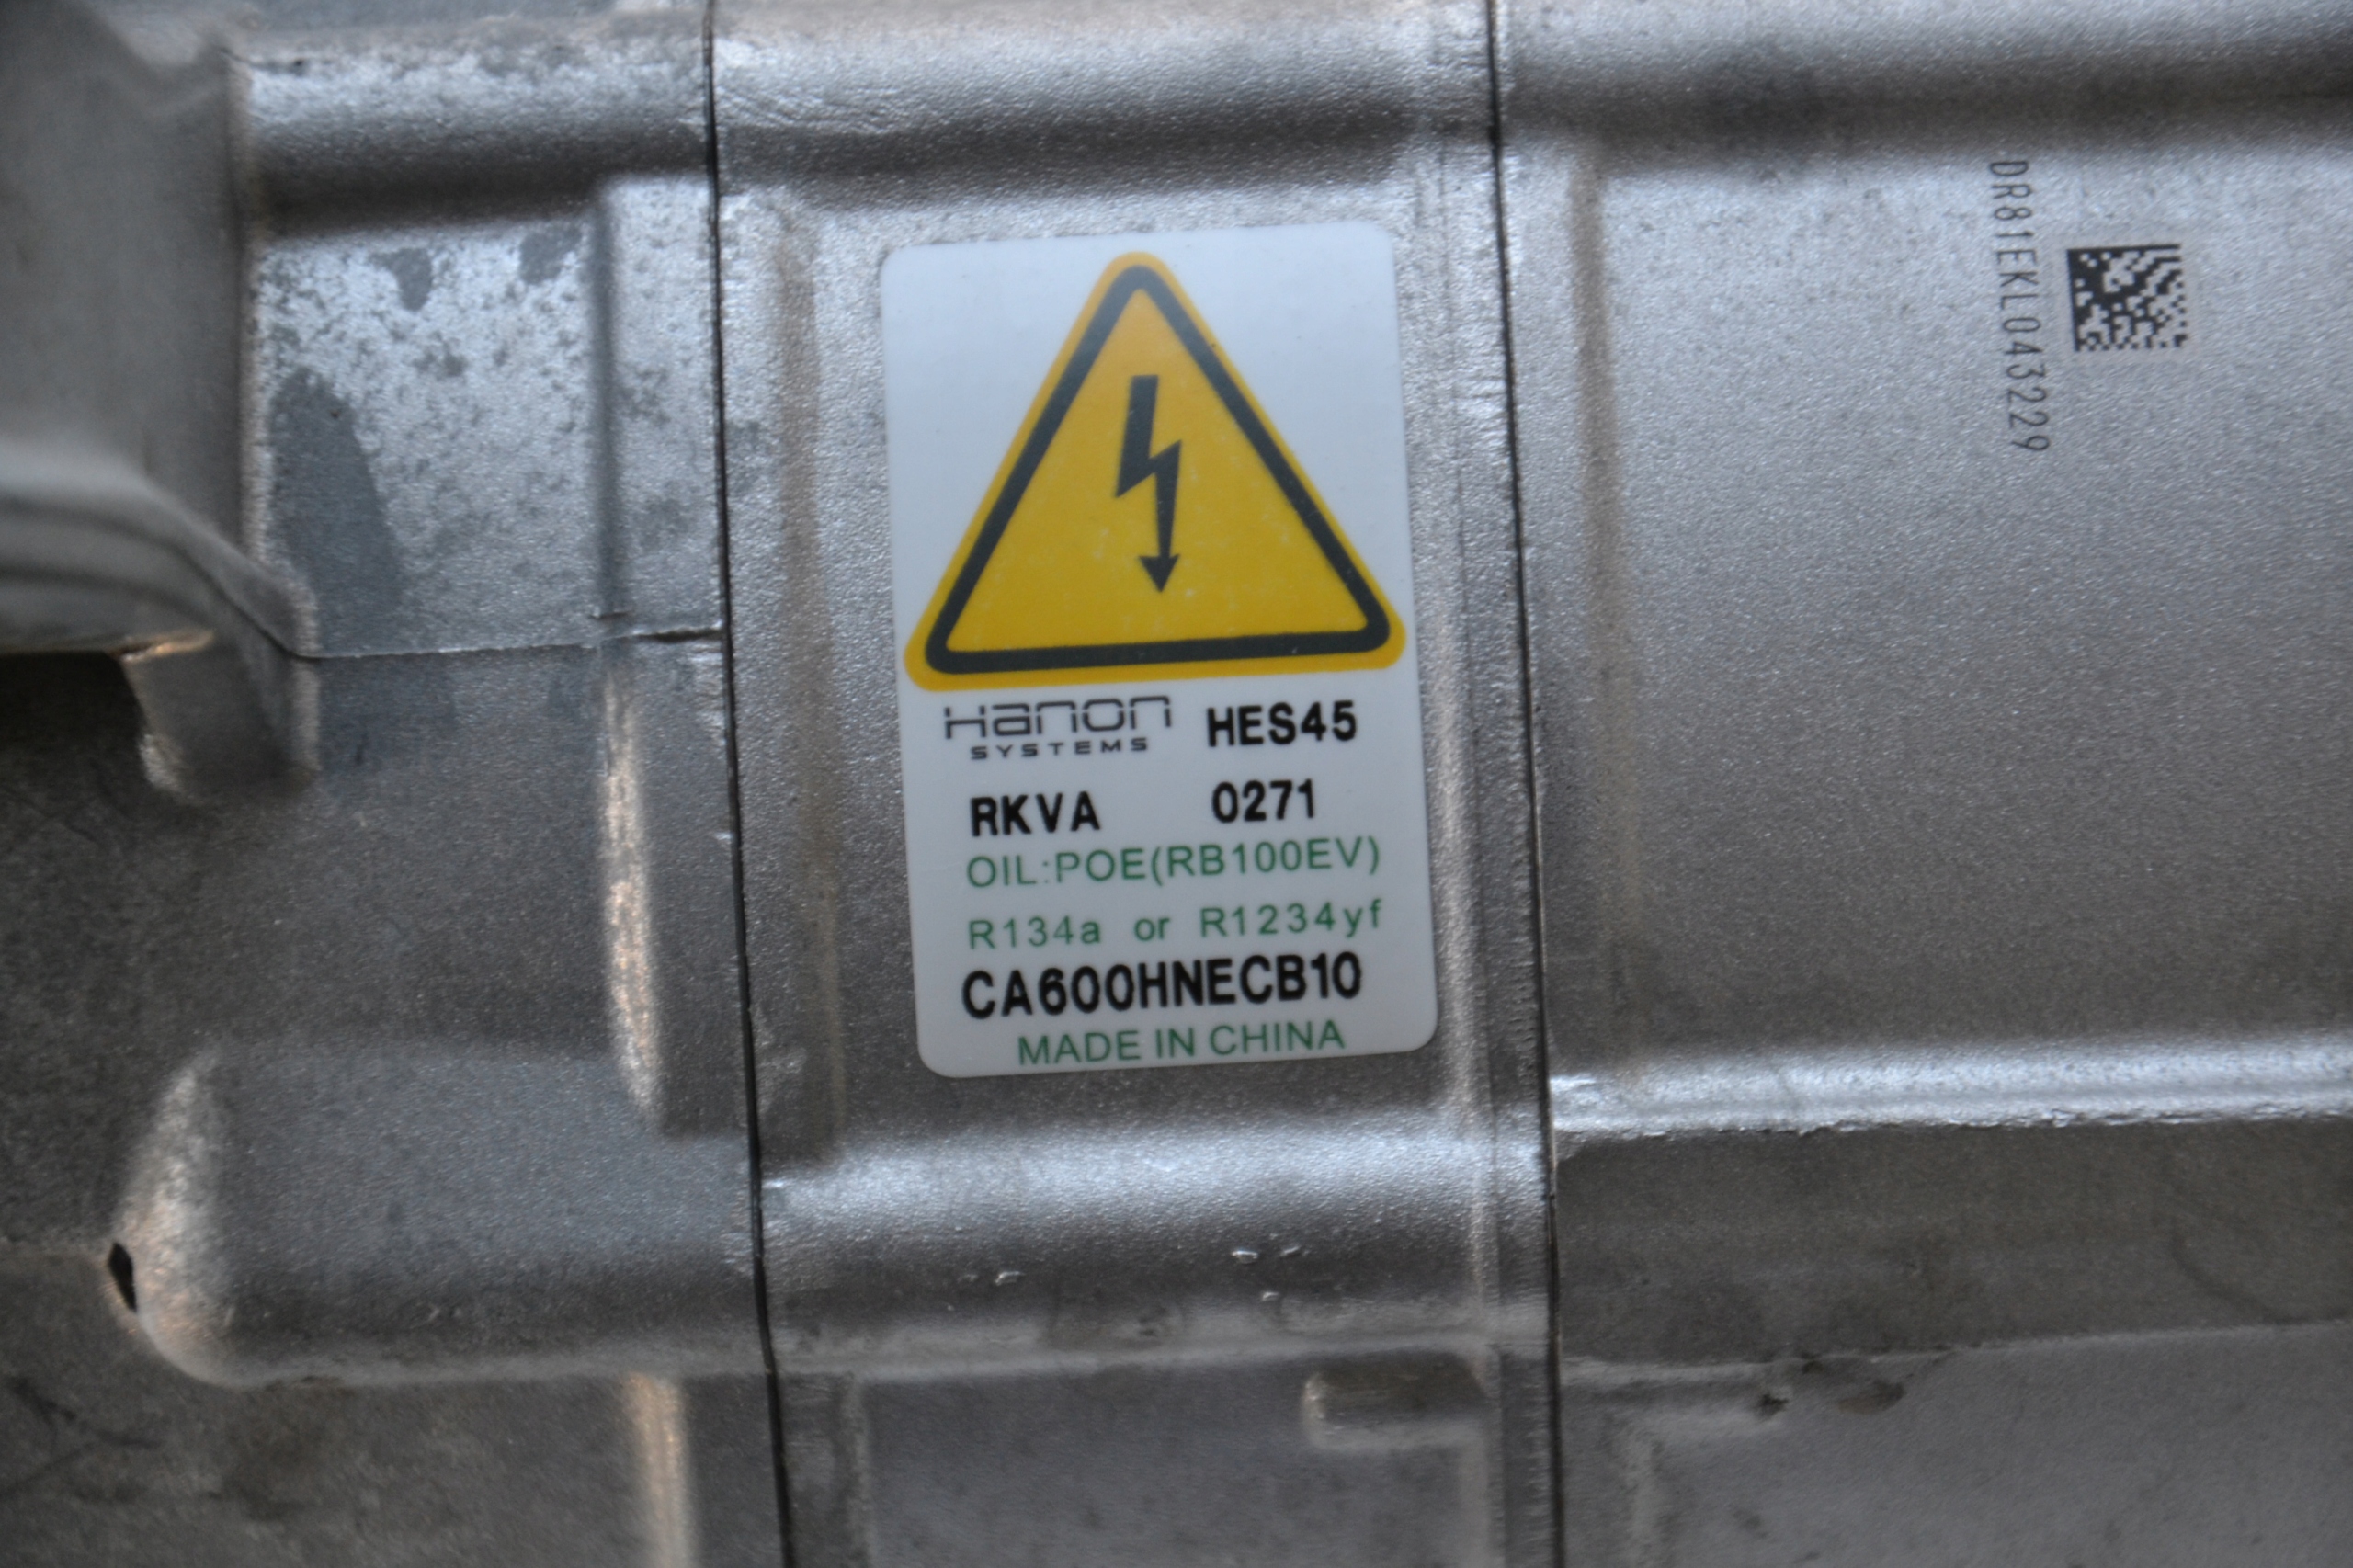 Hanon HES45
SYSTEMS
RKVA 0271
OIL:POE(RB100EV)
R134a or R1234yf
CA600HNECB10
MADE IN CHINA
DR81EKL043229